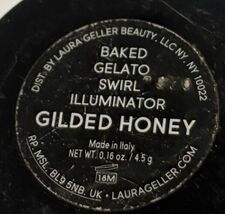 DIST. BY LAURA GELLER BEAUTY, LLC NY, NY 10022
BAKED
GELATO
SWIRL
ILLUMINATOR
GILDED HONEY
Made in Italy
NET WT. 0.16 oz. / 4.5 g
18M
RP. MSL, BL9 5NB, UK • LAURAGELLER.COM